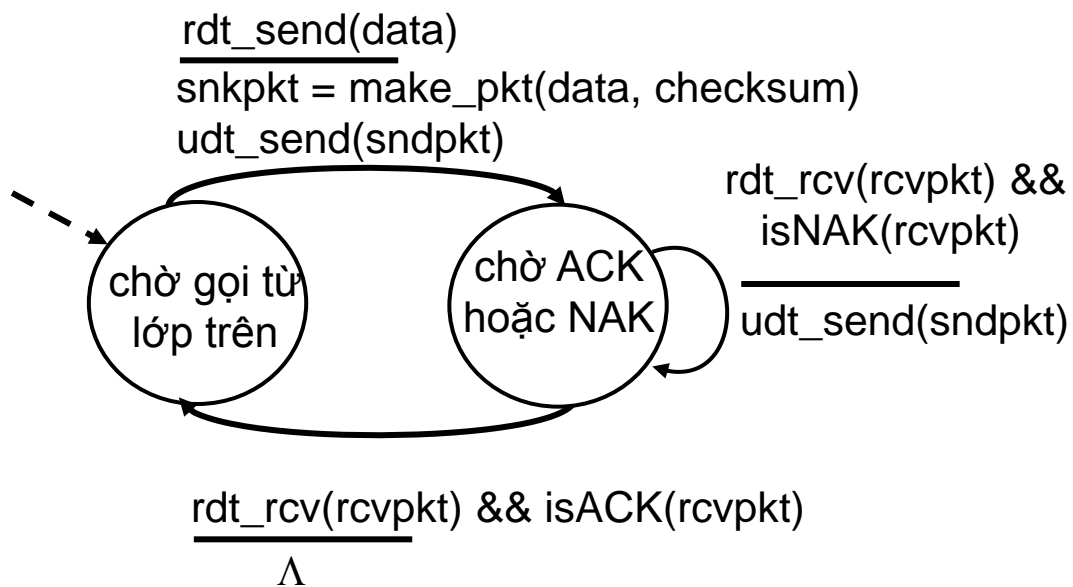 rdt_send(data)
snkpkt = make_pkt(data, checksum)
udt_send(sndpkt)
rdt_rcv(rcvpkt) &&
isNAK(rcvpkt)
udt_send(sndpkt)
chờ gọi từ
lớp trên
chờ ACK
hoặc NAK
rdt_rcv(rcvpkt) && isACK(rcvpkt)
Λ